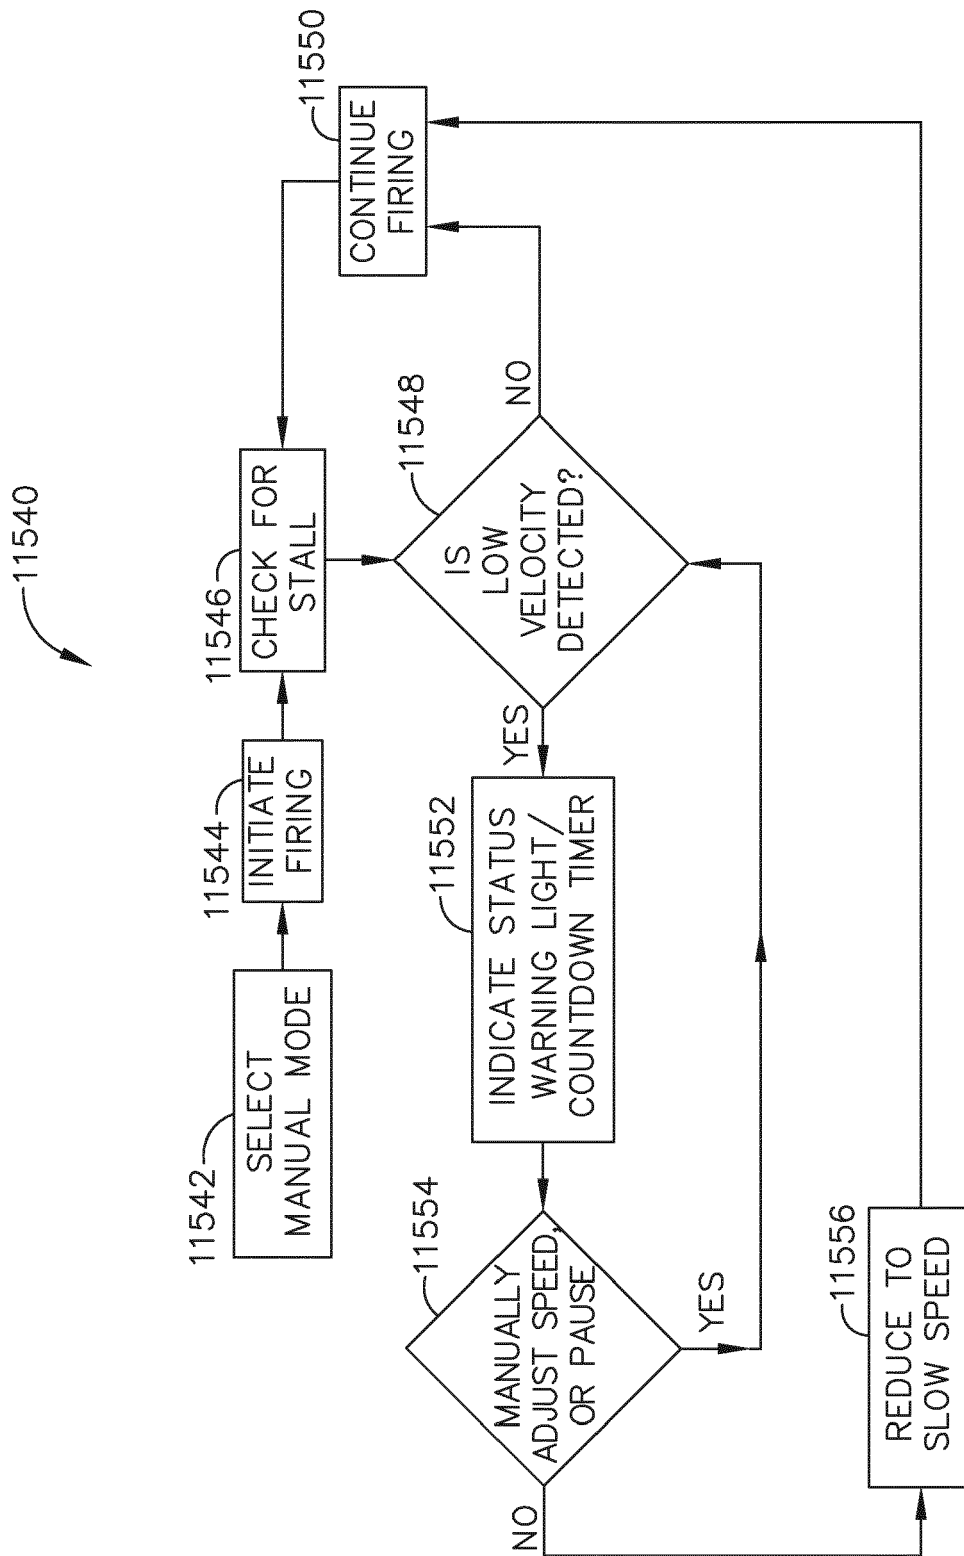 11540
11542
SELECT
MANUAL MODE
11544
INITIATE
FIRING
11546
CHECK FOR
STALL
11548
IS
LOW
VELOCITY
DETECTED?
NO
11550
CONTINUE
FIRING
YES
11552
INDICATE STATUS
WARNING LIGHT/
COUNTDOWN TIMER
11554
MANUALLY
ADJUST SPEED,
OR PAUSE
YES
NO
11556
REDUCE TO
SLOW SPEED